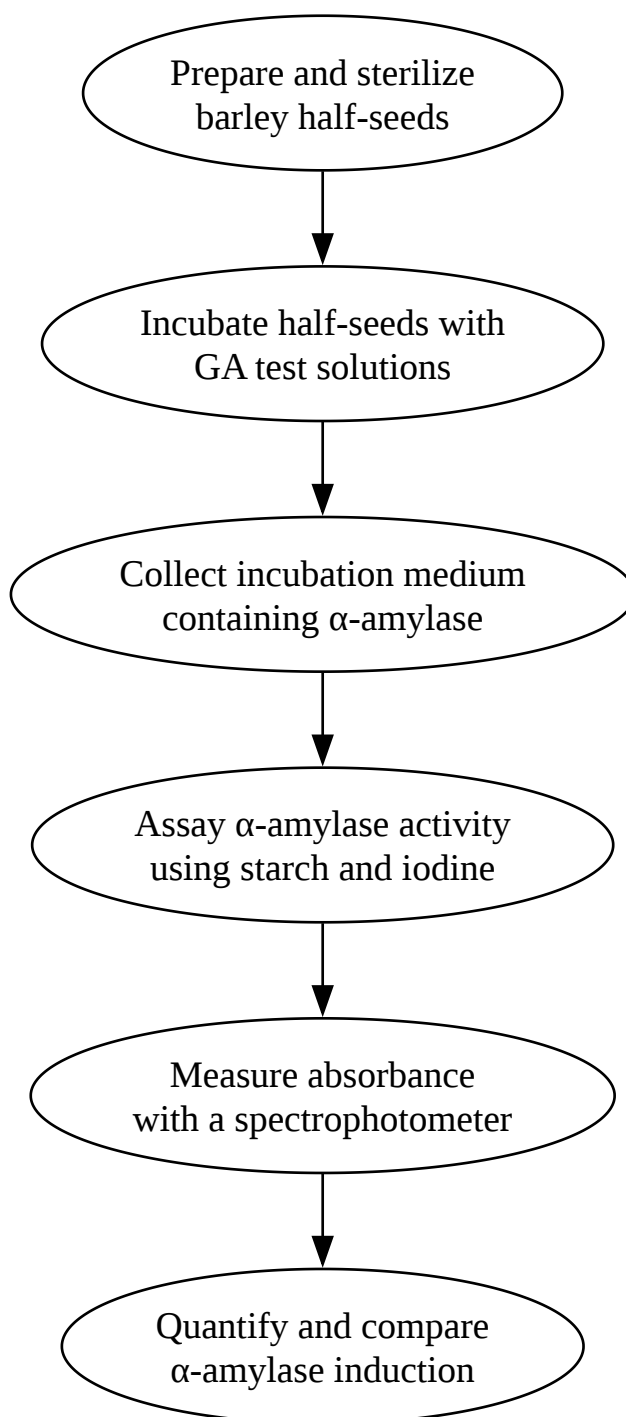 Prepare and sterilize
barley half-seeds
Incubate half-seeds with
GA test solutions
Collect incubation medium
containing α-amylase
Assay α-amylase activity
using starch and iodine
Measure absorbance
with a spectrophotometer
Quantify and compare
α-amylase induction